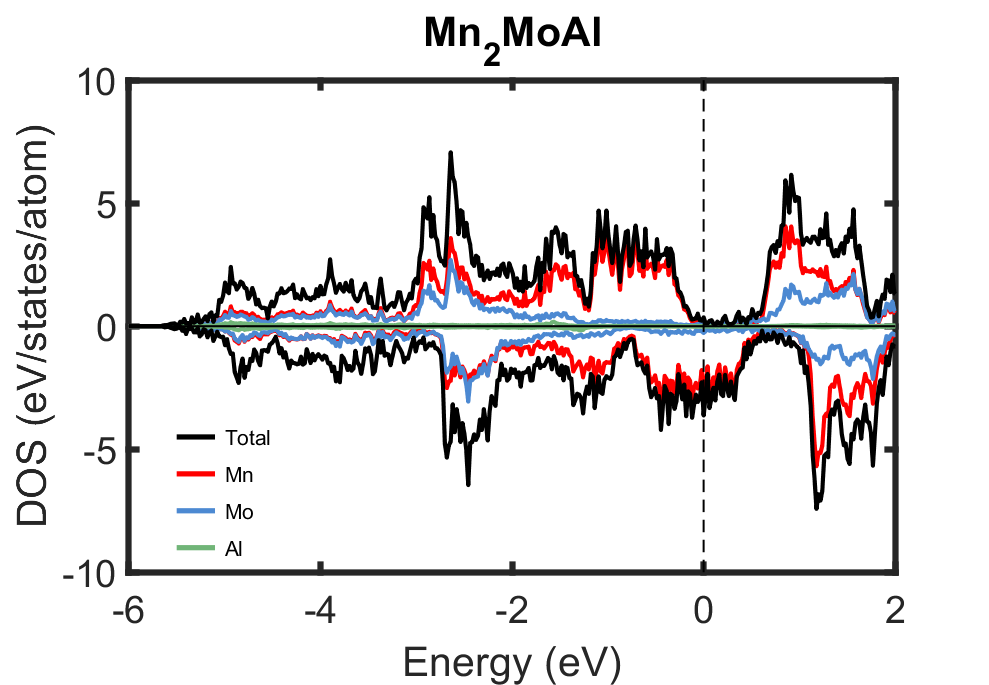 Mn₂MoAl
10
5
0
-5
-10
DOS (eV/states/atom)
Total
Mn
Mo
Al
-6 -4 -2 0 2
Energy (eV)